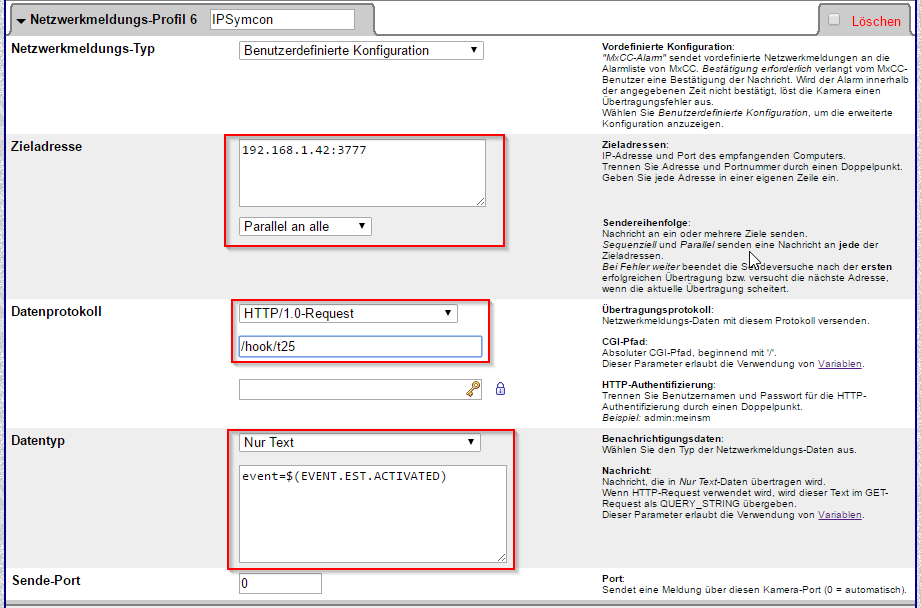 Netzwerkmeldungs-Profil 6 IPSymcon Löschen
Netzwerkmeldungs-Typ
Benutzerdefinierte Konfiguration
Vordefinierte Konfiguration:
"MxCC-Alarm" sendet vordefinierte Netzwerkmeldungen an die
Alarmliste von MxCC. Bestätigung erforderlich verlangt vom MxCC-
Benutzer eine Bestätigung der Nachricht. Wird der Alarm innerhalb
der angegebenen Zeit nicht bestätigt, löst die Kamera einen
Übertragungsfehler aus.
Wählen Sie Benutzerdefinierte Konfiguration, um die erweiterte
Konfiguration anzuzeigen.
Zieladresse
192.168.1.42:3777
Parallel an alle
Zieladressen:
IP-Adresse und Port des empfangenden Computers.
Trennen Sie Adresse und Portnummer durch einen Doppelpunkt.
Geben Sie jede Adresse in einer eigenen Zeile ein.
Sendereihenfolge:
Nachricht an ein oder mehrere Ziele senden.
Sequenziell und Parallel senden eine Nachricht an jede der
Zieladressen.
Bei Fehler weiter beendet die Sendeversuche nach der ersten
erfolgreichen Übertragung bzw. versucht die nächste Adresse,
wenn die aktuelle Übertragung scheitert.
Datenprotokoll
HTTP/1.0-Request
/hook/t25
Übertragungsprotokoll:
Netzwerkmeldungs-Daten mit diesem Protokoll versenden.
CGI-Pfad:
Absoluter CGI-Pfad, beginnend mit '/'.
Dieser Parameter erlaubt die Verwendung von Variablen.
HTTP-Authentifizierung:
Trennen Sie Benutzernamen und Passwort für die HTTP-
Authentifizierung durch einen Doppelpunkt.
Beispiel: admin:meinsm
Datentyp
Nur Text
event=$(EVENT.EST.ACTIVATED)
Benachrichtigungsdaten:
Wählen Sie den Typ der Netzwerkmeldungs-Daten aus.
Nachricht:
Nachricht, die in Nur Text-Daten übertragen wird.
Wenn HTTP-Request verwendet wird, wird dieser Text im GET-
Request als QUERY_STRING übergeben.
Dieser Parameter erlaubt die Verwendung von Variablen.
Sende-Port
0
Port:
Sendet eine Meldung über diesen Kamera-Port (0 = automatisch).